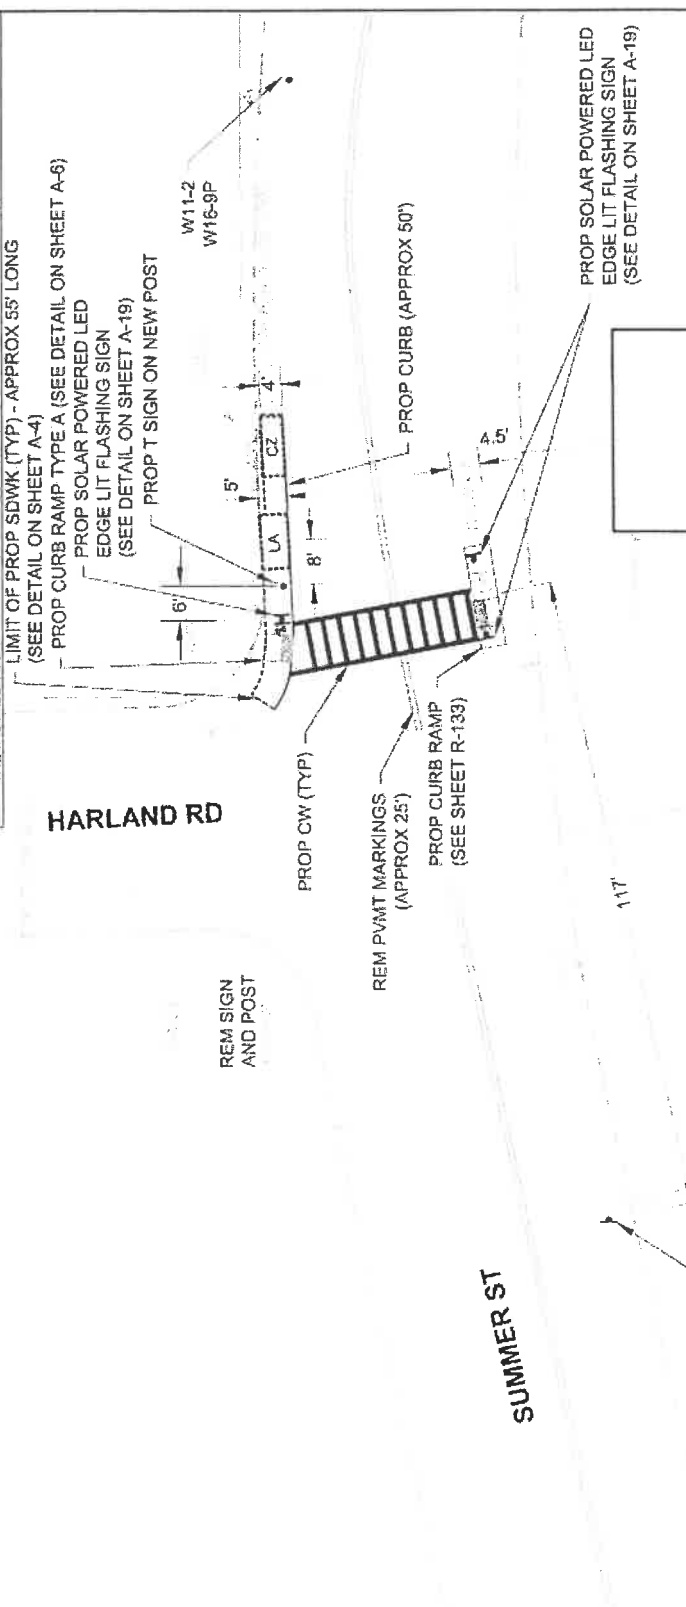 LIMIT OF PROP SDWK (TYP) - APPROX 55' LONG
(SEE DETAIL ON SHEET A-4)
PROP CURB RAMP TYPE A (SEE DETAIL ON SHEET A-6)
PROP SOLAR POWERED LED
EDGE LIT FLASHING SIGN
(SEE DETAIL ON SHEET A-19)
PROP T SIGN ON NEW POST
W11-2
W16-9P
6'
5'
4'
LA
CZ
8'
PROP CURB (APPROX 50')
4.5'
PROP SOLAR POWERED LED
EDGE LIT FLASHING SIGN
(SEE DETAIL ON SHEET A-19)
HARLAND RD
PROP CW (TYP)
REM PVMT MARKINGS
(APPROX 25')
PROP CURB RAMP
(SEE SHEET R-133)
REM SIGN
AND POST
117'
SUMMER ST